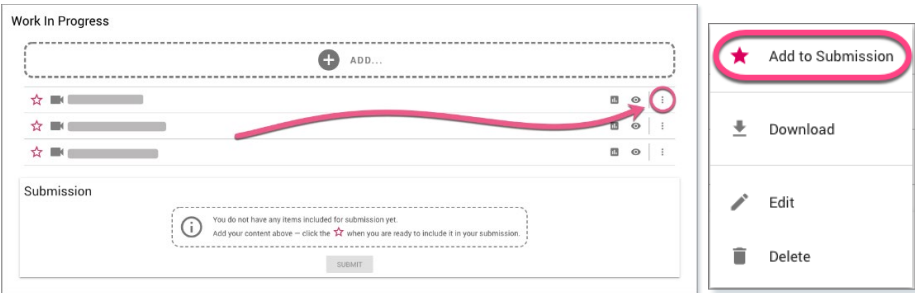 Work In Progress
ADD...
Submission
You do not have any items included for submission yet.
Add your content above – click the ☆ when you are ready to include it in your submission.
SUBMIT
Add to Submission
Download
Edit
Delete